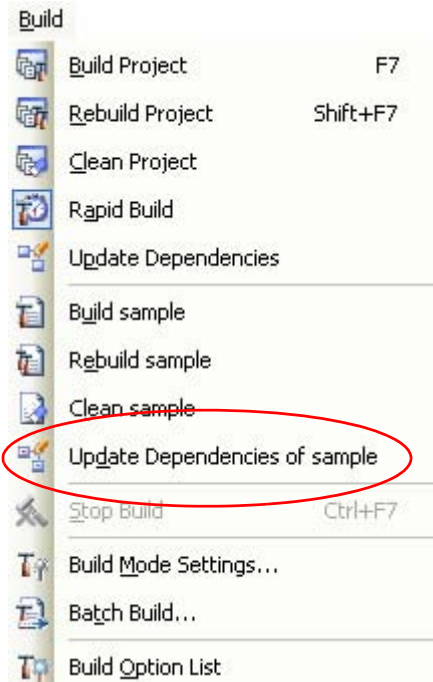 Build
Build Project F7
Rebuild Project Shift+F7
Clean Project
Rapid Build
Update Dependencies
Build sample
Rebuild sample
Clean sample
Update Dependencies of sample
Stop Build Ctrl+F7
Build Mode Settings...
Batch Build...
Build Option List